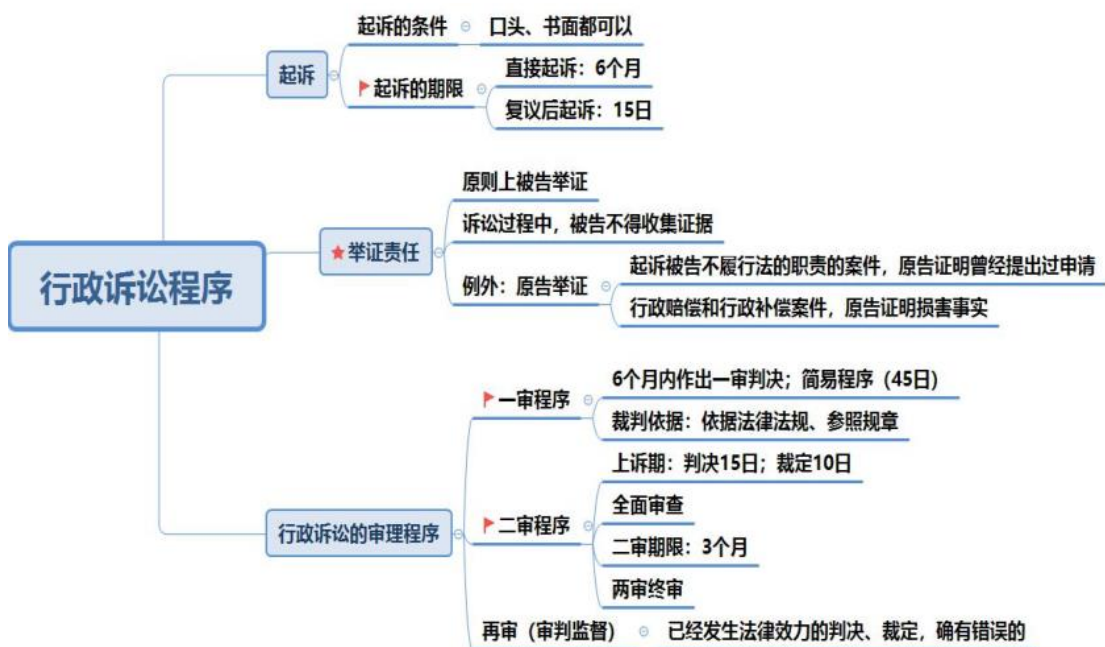 行政诉讼程序
起诉
起诉的条件
口头、书面都可以
起诉的期限
直接起诉：6个月
复议后起诉：15日
举证责任
原则上被告举证
诉讼过程中，被告不得收集证据
例外：原告举证
起诉被告不履行法的职责的案件，原告证明曾经提出过申请
行政赔偿和行政补偿案件，原告证明损害事实
行政诉讼的审理程序
一审程序
6个月内作出一审判决；简易程序（45日）
裁判依据：依据法律法规、参照规章
二审程序
上诉期：判决15日；裁定10日
全面审查
二审期限：3个月
两审终审
再审（审判监督）
已经发生法律效力的判决、裁定，确有错误的